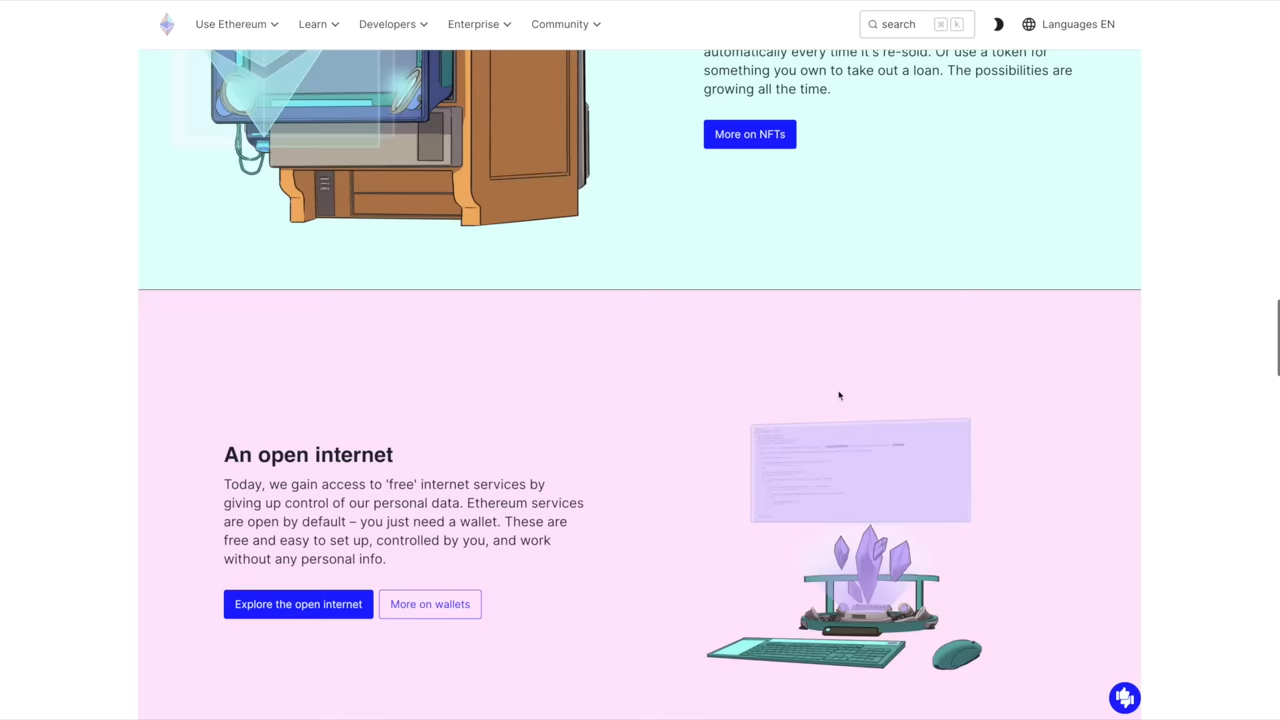 Use Ethereum Learn Developers Enterprise Community search ⌘ k Languages EN
automatically every time it's re-sold. Or use a token for
something you own to take out a loan. The possibilities are
growing all the time.
More on NFTs
An open internet
Today, we gain access to 'free' internet services by
giving up control of our personal data. Ethereum services
are open by default – you just need a wallet. These are
free and easy to set up, controlled by you, and work
without any personal info.
Explore the open internet More on wallets